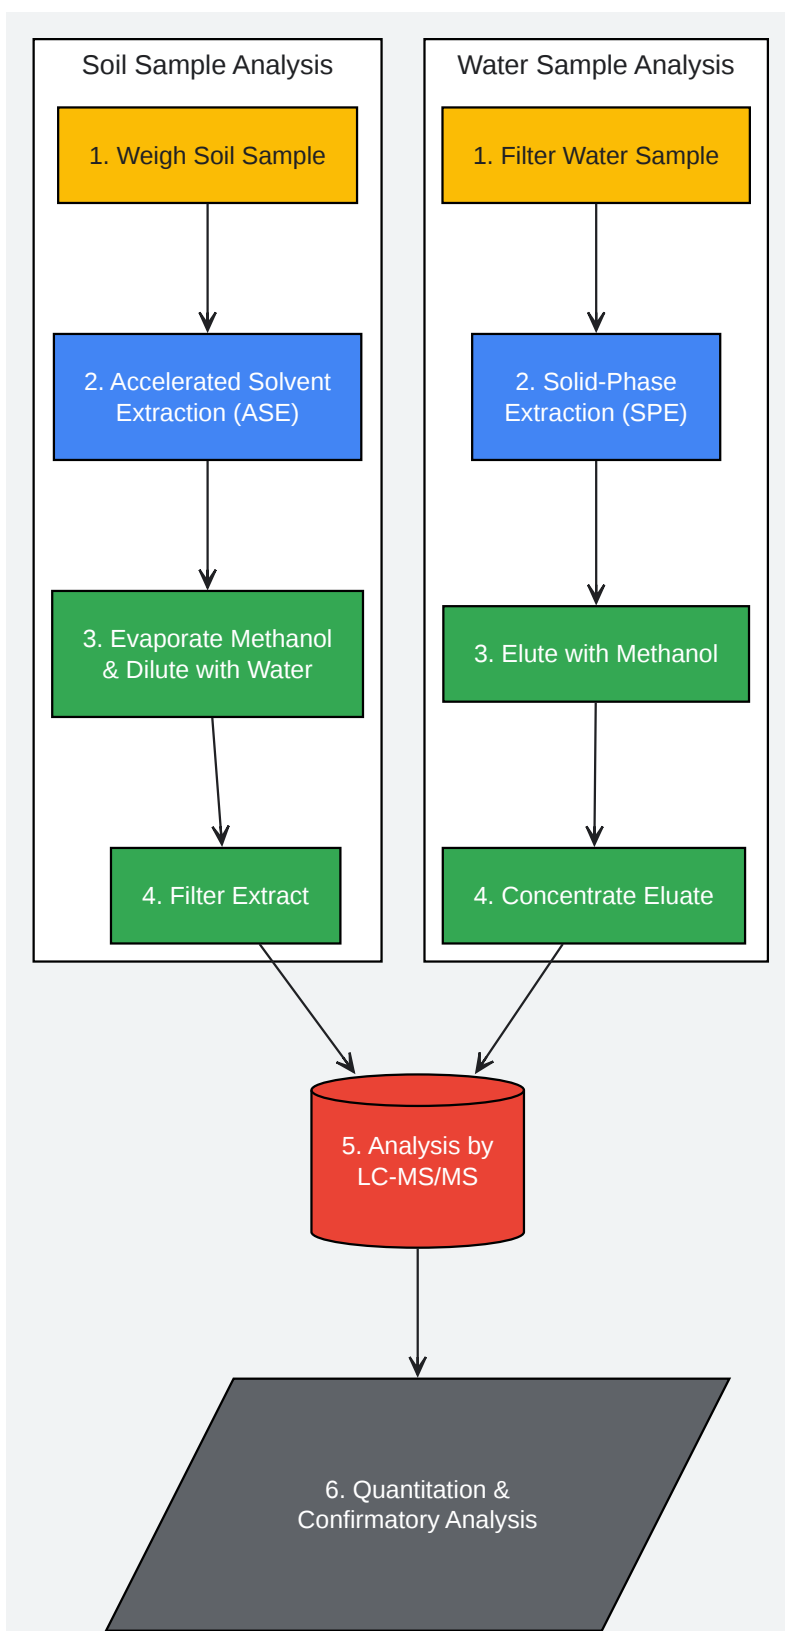 Soil Sample Analysis
1. Weigh Soil Sample
2. Accelerated Solvent
Extraction (ASE)
3. Evaporate Methanol
& Dilute with Water
4. Filter Extract
Water Sample Analysis
1. Filter Water Sample
2. Solid-Phase
Extraction (SPE)
3. Elute with Methanol
4. Concentrate Eluate
5. Analysis by
LC-MS/MS
6. Quantitation &
Confirmatory Analysis